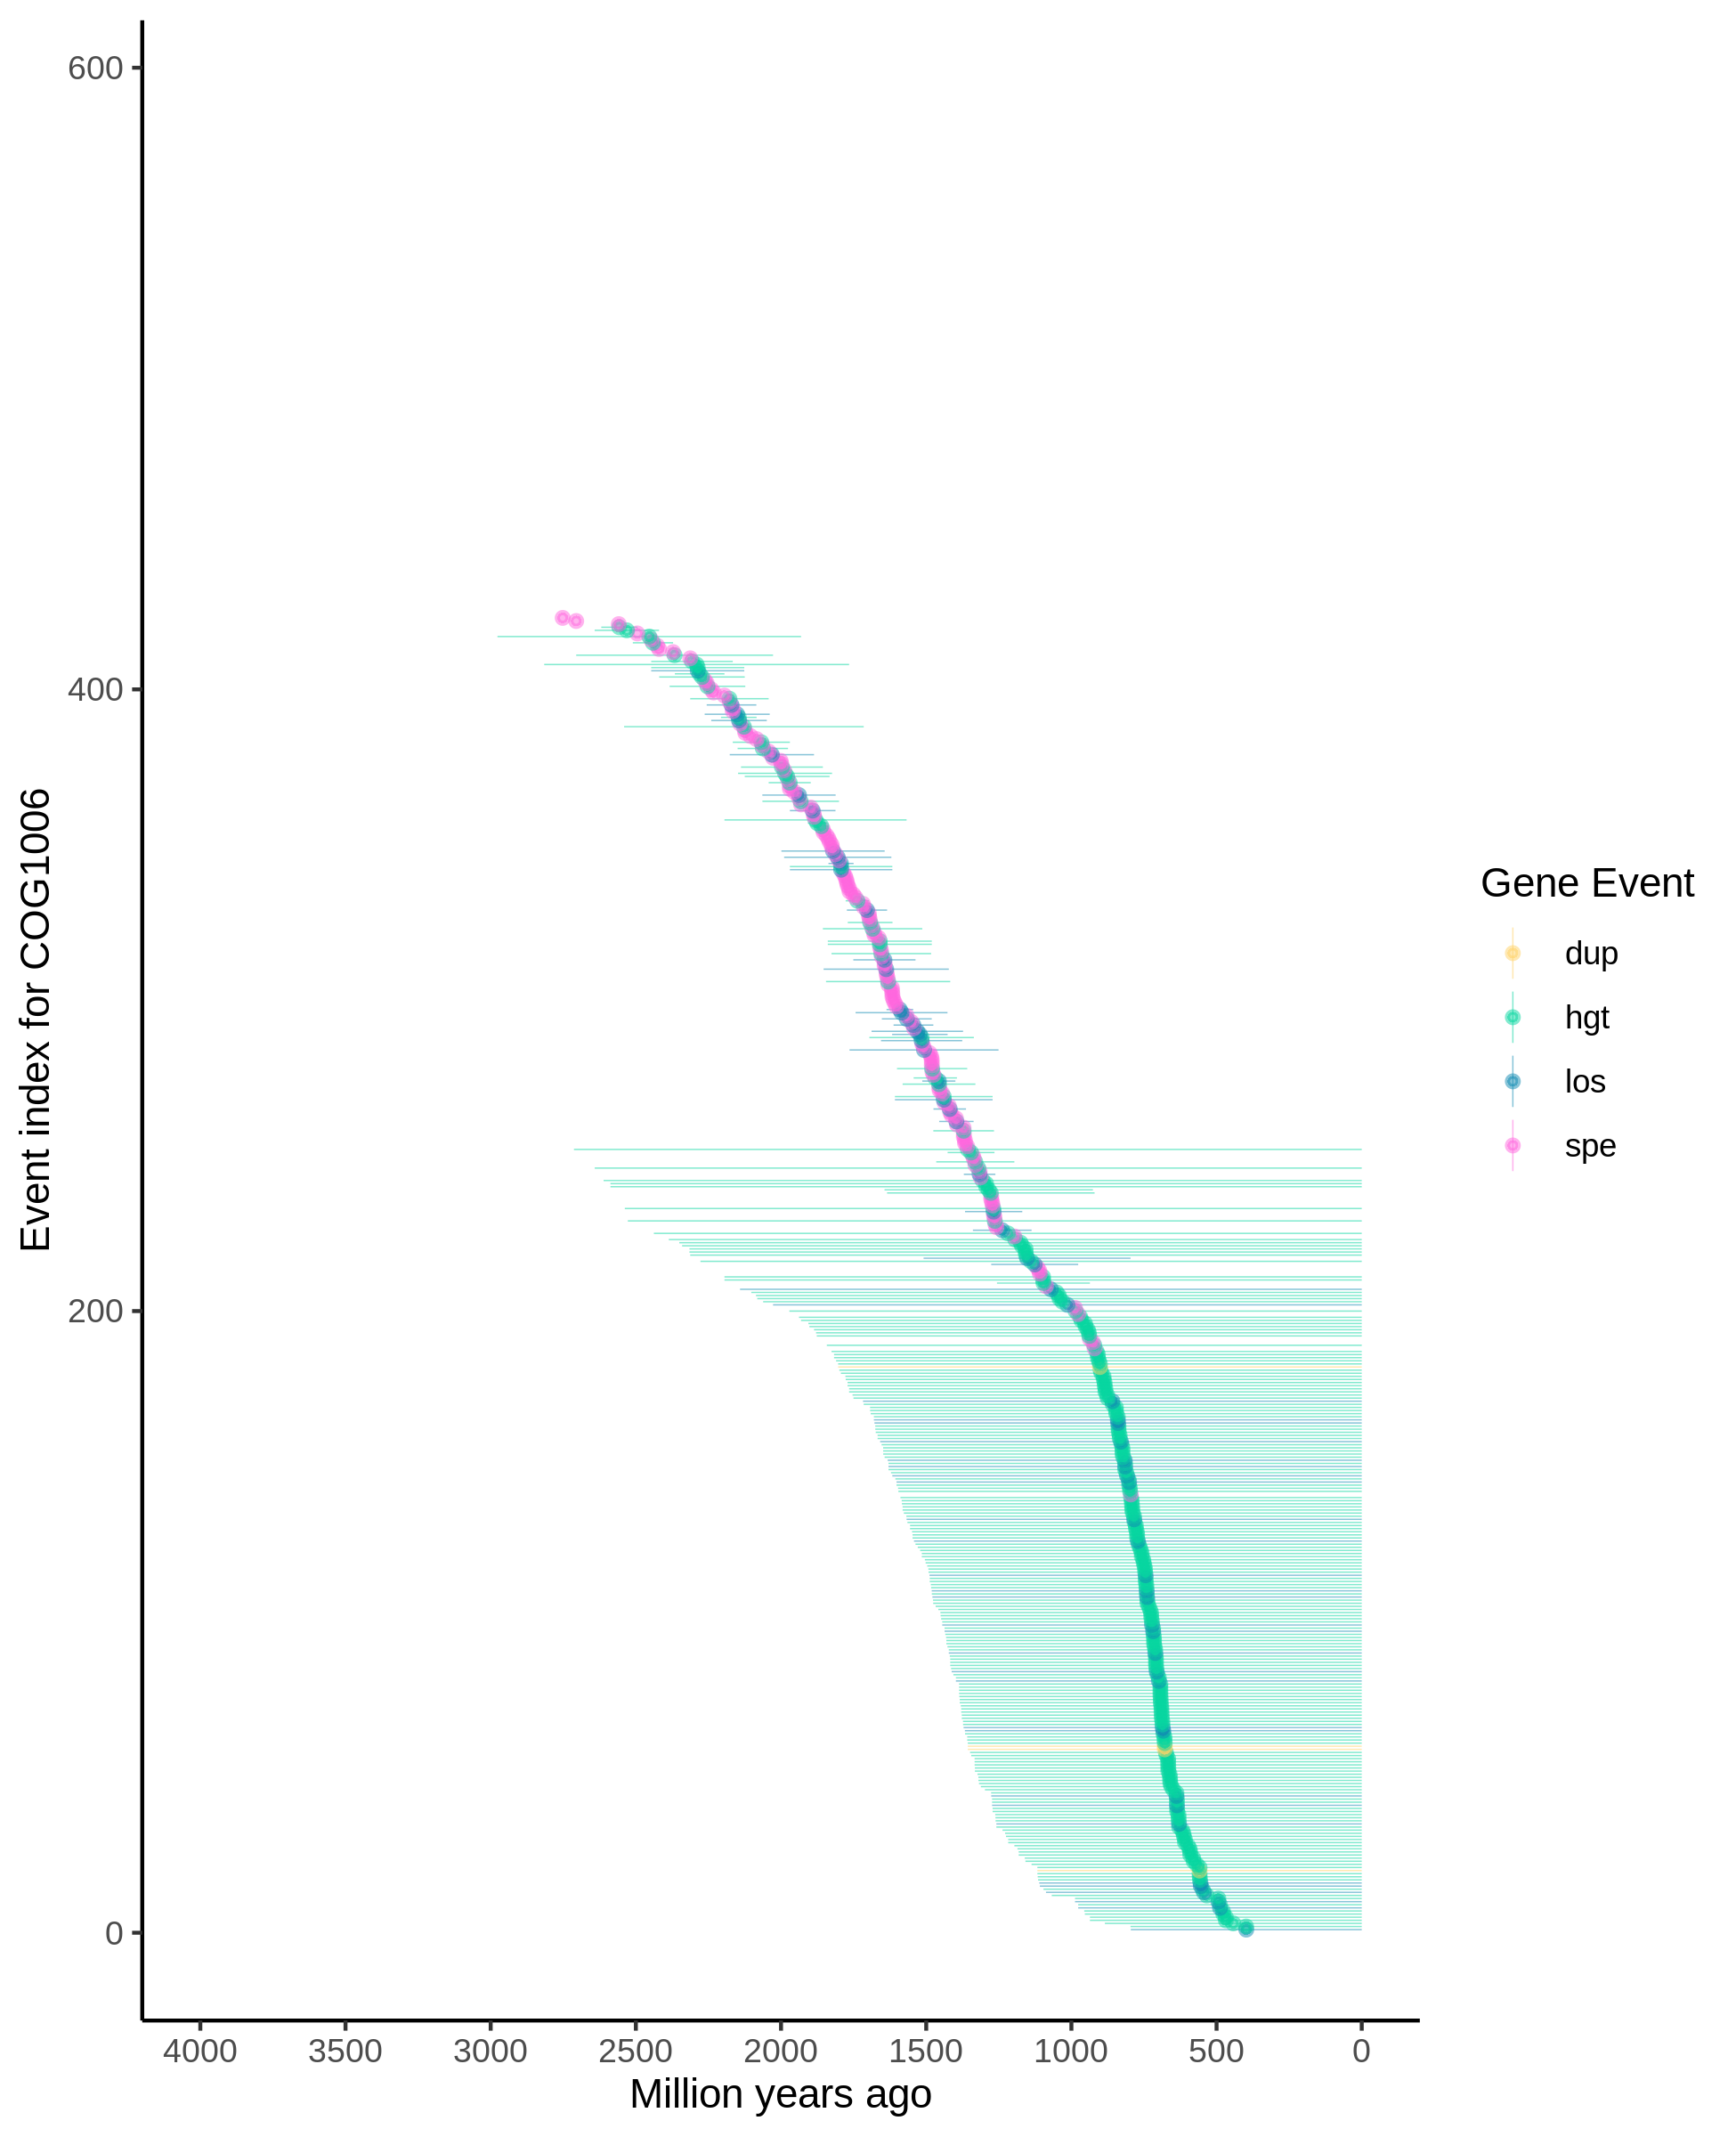 600
400
200
0
Event index for COG1006
4000 3500 3000 2500 2000 1500 1000 500 0
Million years ago
Gene Event
dup
hgt
los
spe